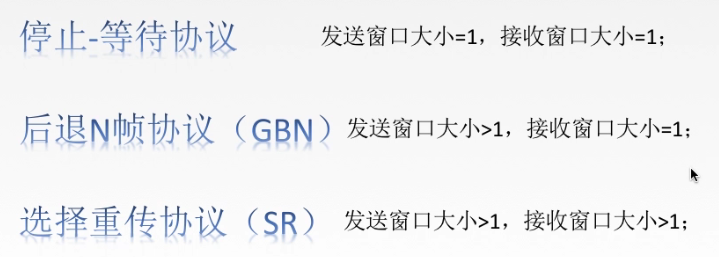 停止-等待协议 发送窗口大小=1，接收窗口大小=1；
后退N帧协议（GBN） 发送窗口大小>1，接收窗口大小=1；
选择重传协议（SR） 发送窗口大小>1，接收窗口大小>1；